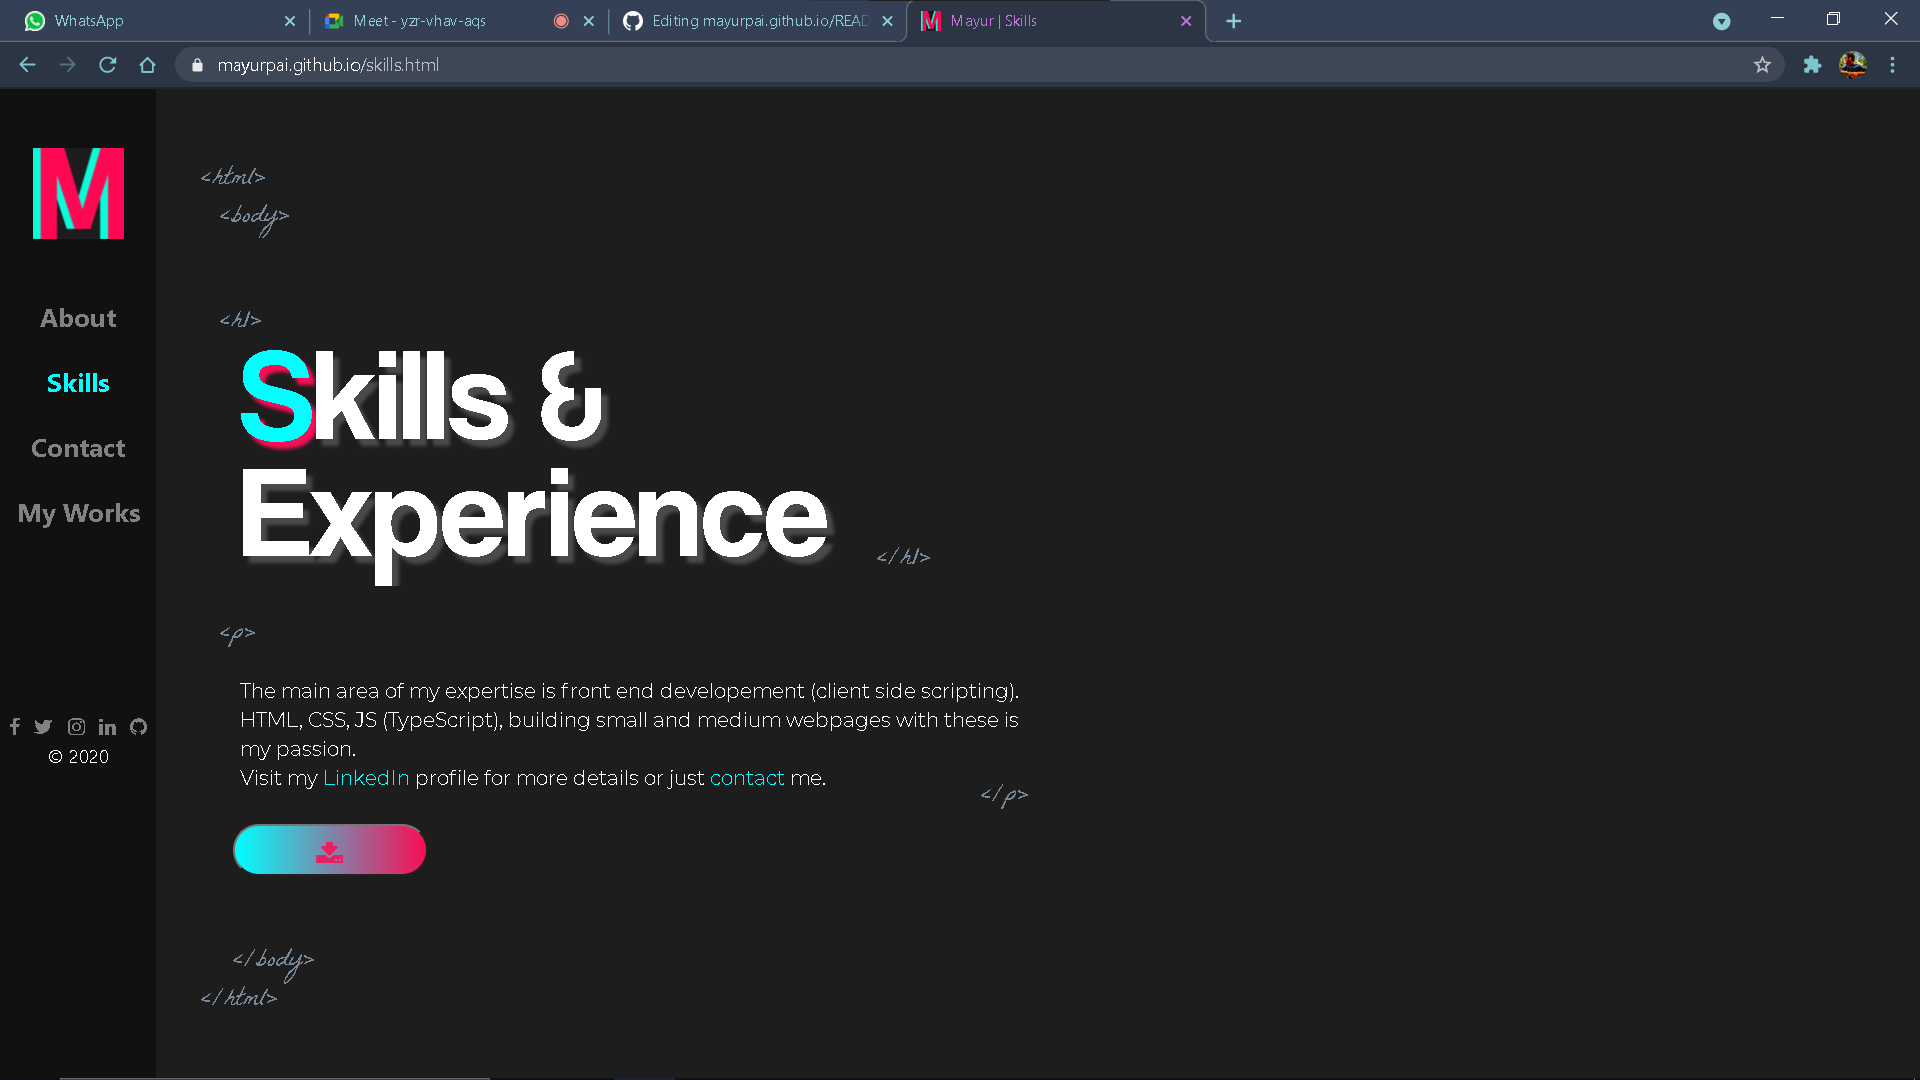 WhatsApp
Meet - yzr-vhav-aqs
Editing mayurpai.github.io/READ
Mayur | Skills
mayurpai.github.io/skills.html
M
About
Skills
Contact
My Works
© 2020
<html>
<body>
<h1>
Skills &
Experience
</h1>
<p>
The main area of my expertise is front end developement (client side scripting).
HTML, CSS, JS (TypeScript), building small and medium webpages with these is
my passion.
Visit my LinkedIn profile for more details or just contact me.
</p>
</body>
</html>